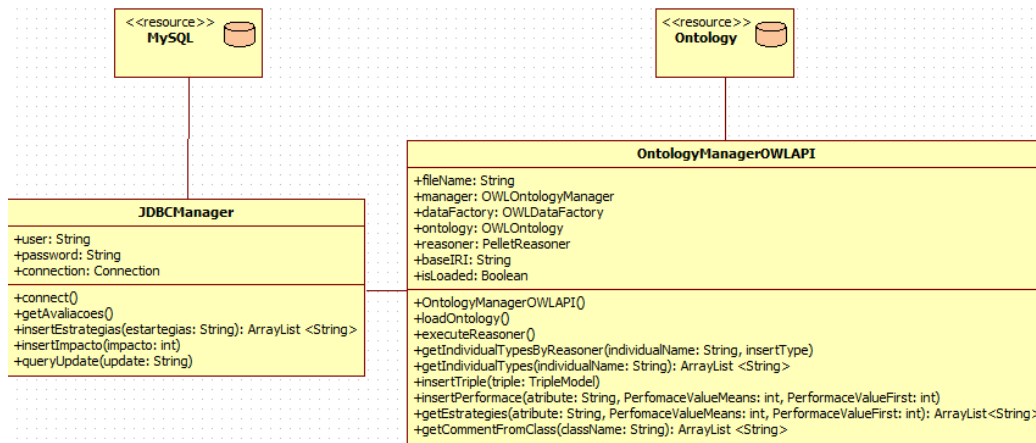 <<resource>>
MySQL
<<resource>>
Ontology
JDBCManager
+user: String
+password: String
+connection: Connection
+connect()
+getAvaliacoes()
+insertEstrategias(estartegias: String): ArrayList <String>
+insertImpacto(impacto: int)
+queryUpdate(update: String)
OntologyManagerOWLAPI
+fileName: String
+manager: OWLOntologyManager
+dataFactory: OWLDataFactory
+ontology: OWLOntology
+reasoner: PelletReasoner
+baseIRI: String
+isLoaded: Boolean
+OntologyManagerOWLAPI()
+loadOntology()
+executeReasoner()
+getIndividualTypesByReasoner(individualName: String, insertType)
+getIndividualTypes(individualName: String): ArrayList <String>
+insertTriple(triple: TripleModel)
+insertPerformace(atribute: String, PerfomaceValueMeans: int, PerformaceValueFirst: int)
+getEstrategies(atribute: String, PerfomaceValueMeans: int, PerformaceValueFirst: int): ArrayList<String>
+getCommentFromClass(className: String): ArrayList <String>